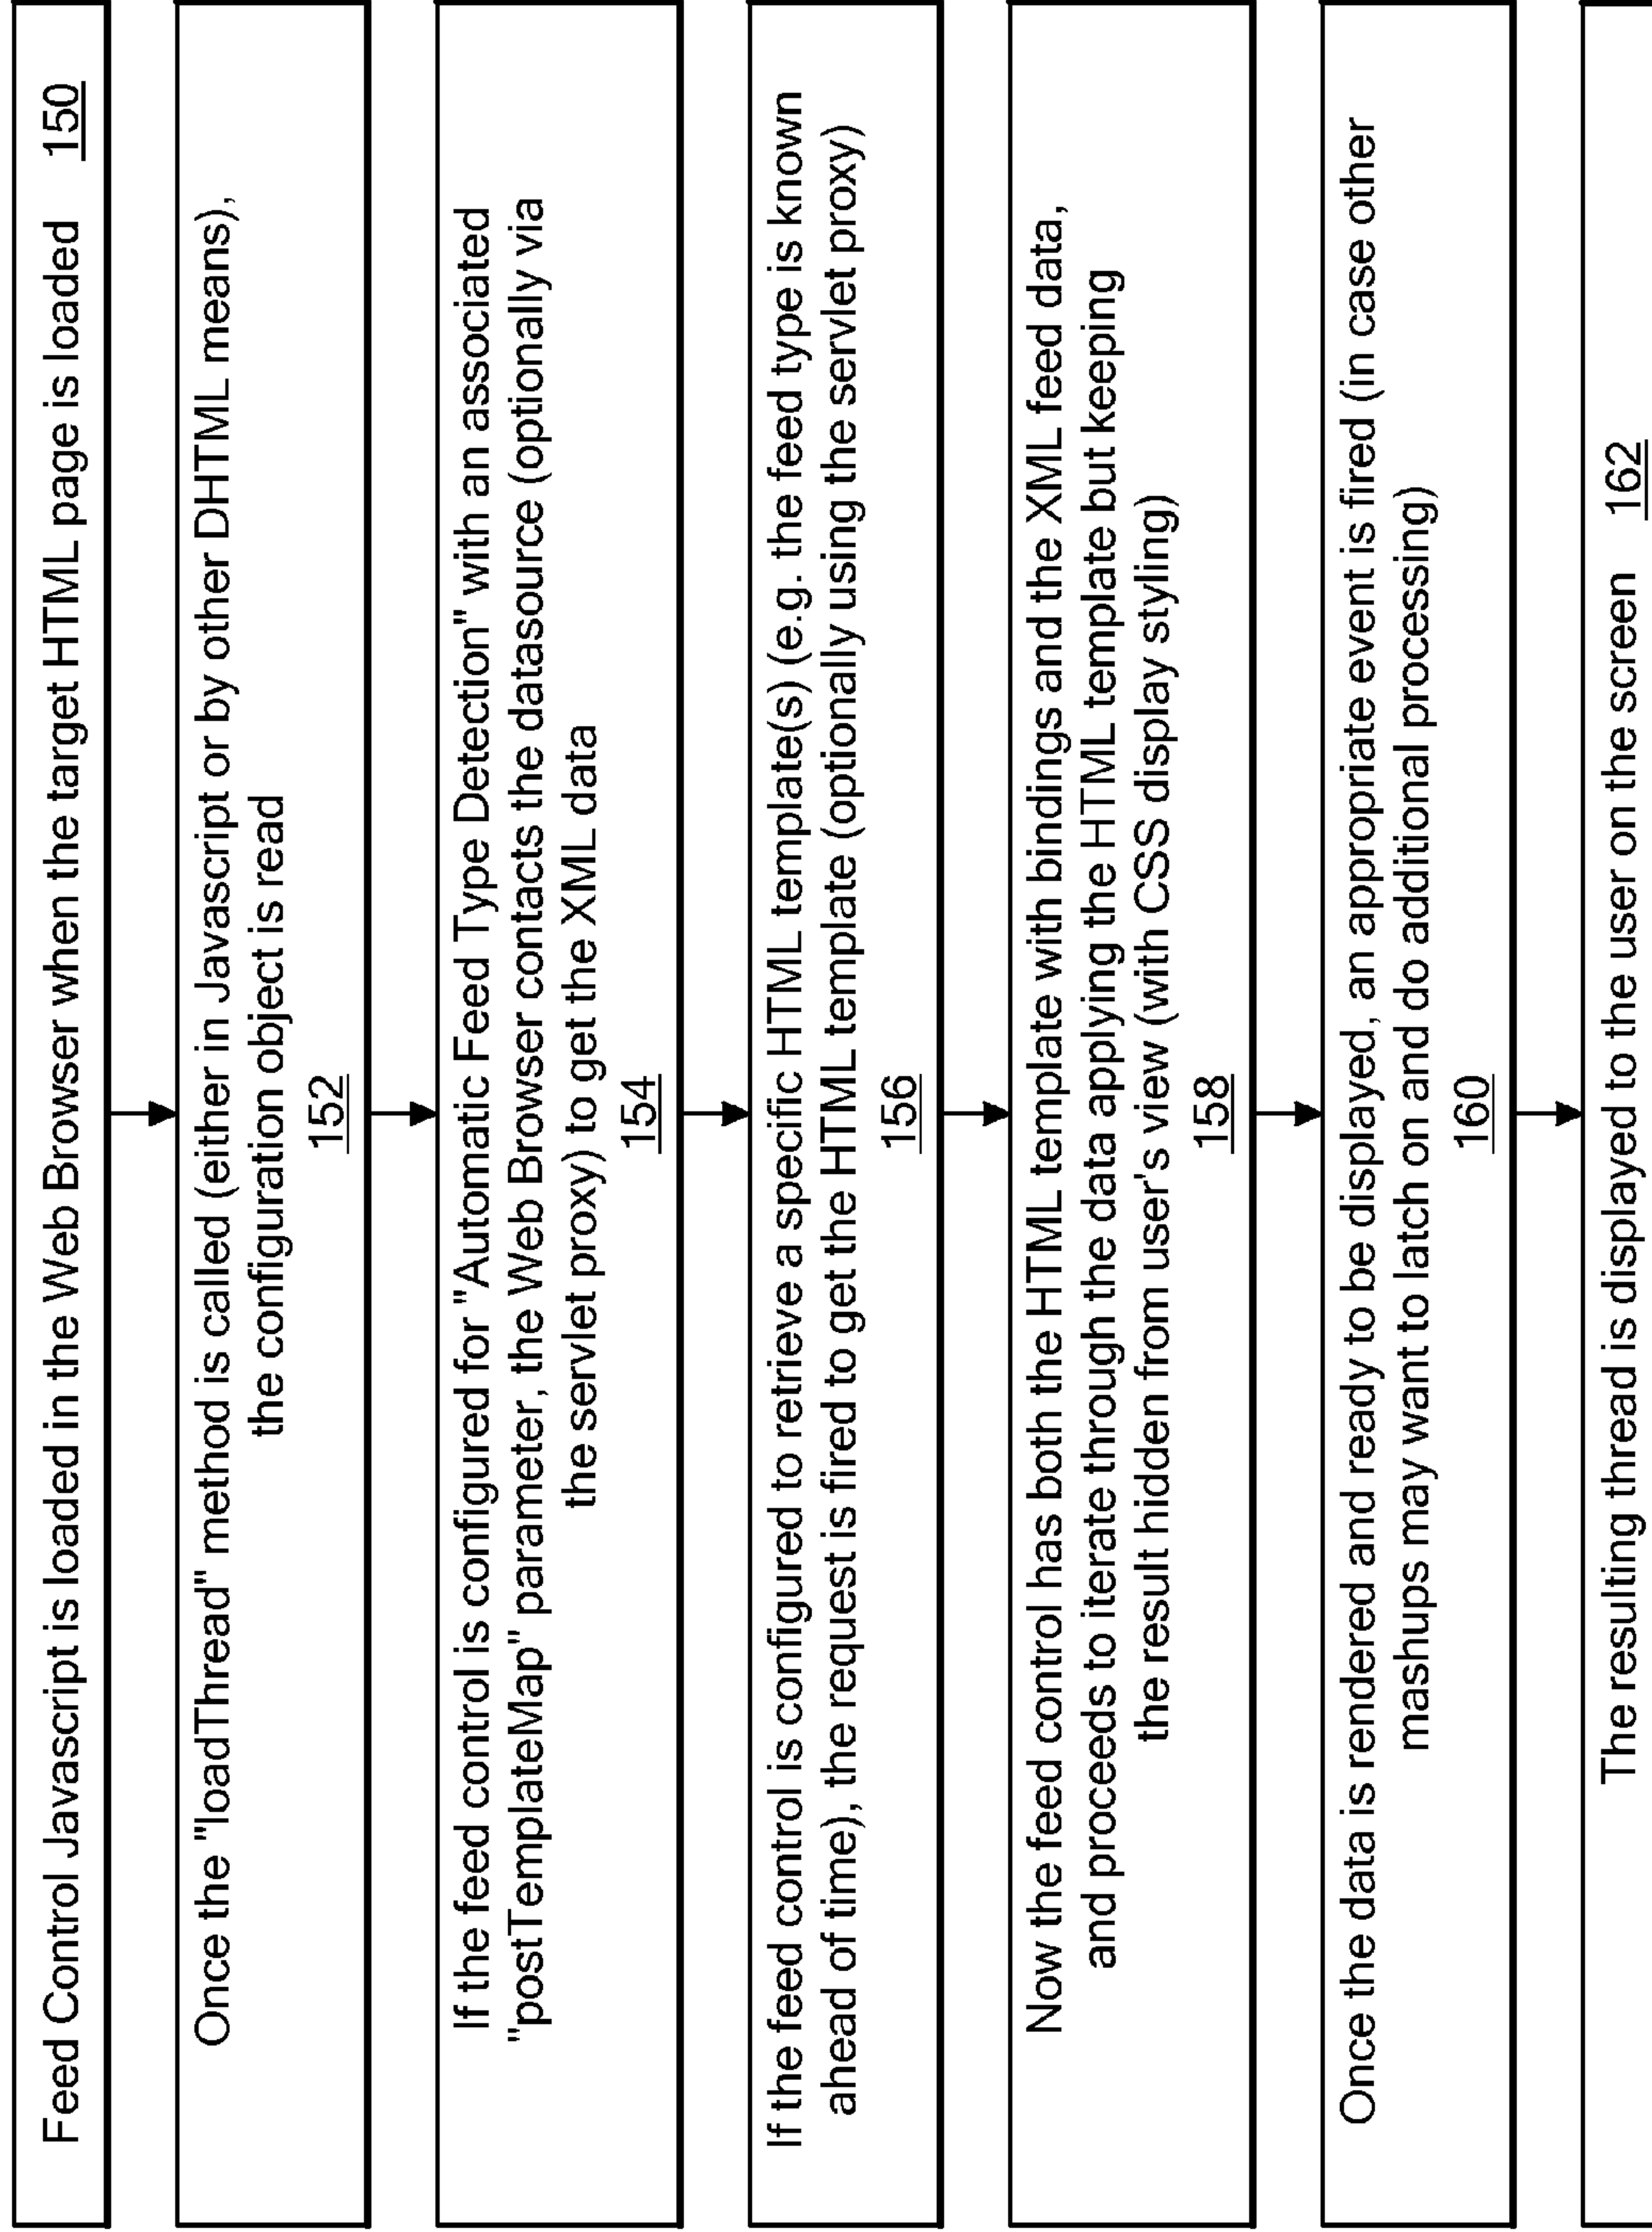 Feed Control Javascript is loaded in the Web Browser when the target HTML page is loaded 150
Once the "loadThread" method is called (either in Javascript or by other DHTML means),
the configuration object is read
152
If the feed control is configured for "Automatic Feed Type Detection" with an associated
"postTemplateMap" parameter, the Web Browser contacts the datasource (optionally via
the servlet proxy) to get the XML data
154
If the feed control is configured to retrieve a specific HTML template(s) (e.g. the feed type is known
ahead of time), the request is fired to get the HTML template (optionally using the servlet proxy)
156
Now the feed control has both the HTML template with bindings and the XML feed data,
and proceeds to iterate through the data applying the HTML template but keeping
the result hidden from user's view (with CSS display styling)
158
Once the data is rendered and ready to be displayed, an appropriate event is fired (in case other
mashups may want to latch on and do additional processing)
160
The resulting thread is displayed to the user on the screen 162